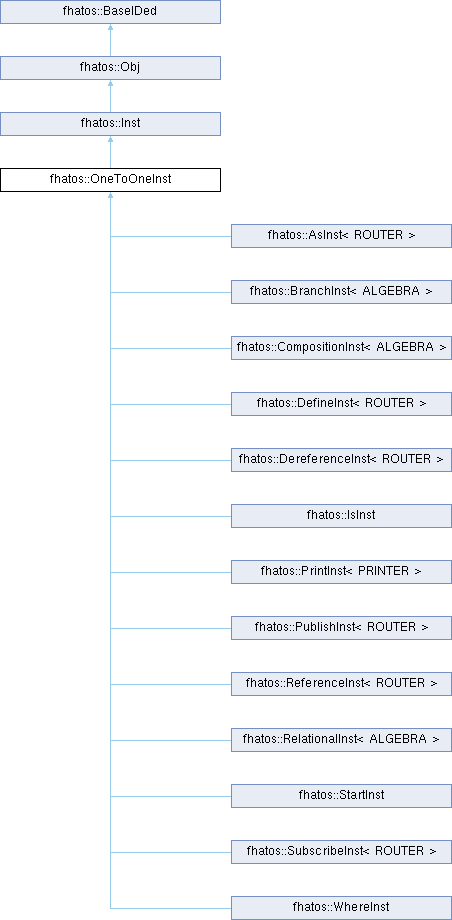 fhatos::BaseIDed
fhatos::Obj
fhatos::Inst
fhatos::OneToOneInst
fhatos::AsInst< ROUTER >
fhatos::BranchInst< ALGEBRA >
fhatos::CompositionInst< ALGEBRA >
fhatos::DefineInst< ROUTER >
fhatos::DereferenceInst< ROUTER >
fhatos::IsInst
fhatos::PrintInst< PRINTER >
fhatos::PublishInst< ROUTER >
fhatos::ReferenceInst< ROUTER >
fhatos::RelationalInst< ALGEBRA >
fhatos::StartInst
fhatos::SubscribeInst< ROUTER >
fhatos::WhereInst